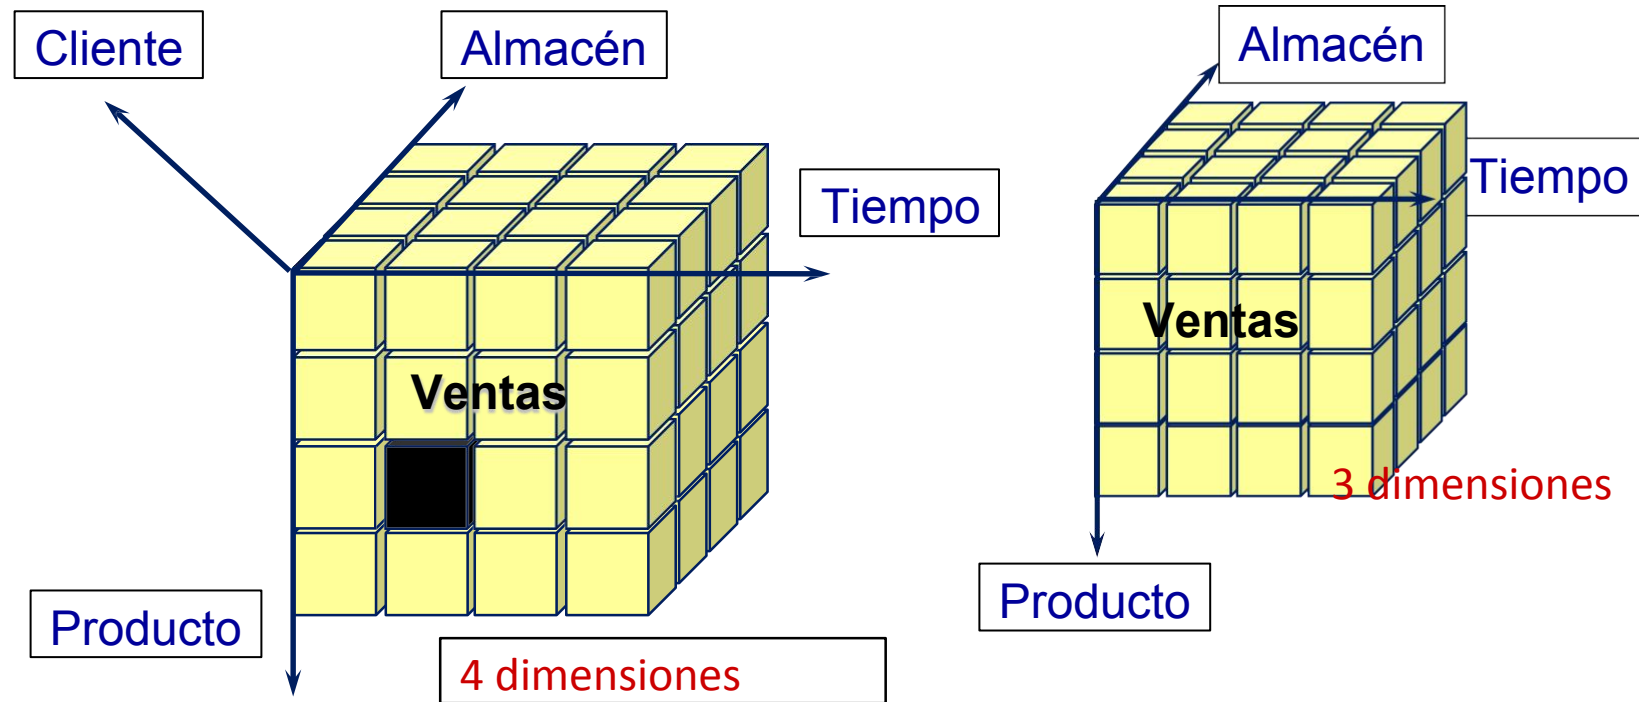 Cliente
Almacén
Tiempo
Ventas
Producto
4 dimensiones
Almacén
Tiempo
Ventas
3 dimensiones
Producto